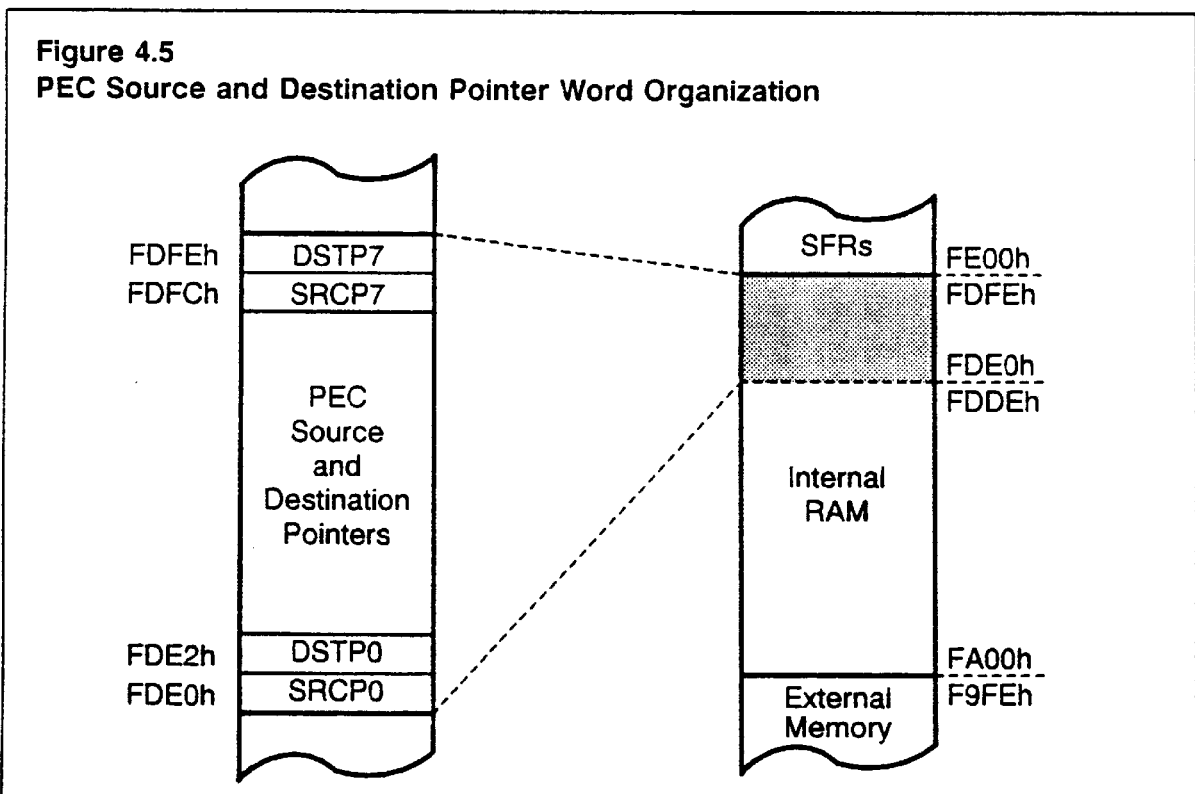 Figure 4.5
PEC Source and Destination Pointer Word Organization
FDFEh
DSTP7
FDFCh
SRCP7
PEC
Source
and
Destination
Pointers
FDE2h
DSTP0
FDE0h
SRCP0
SFRs
FE00h
FDFEh
FDE0h
FDDEh
Internal
RAM
FA00h
External
Memory
F9FEh